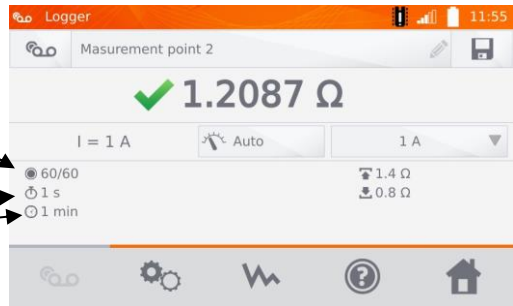 Logger 11:55
Masurement point 2
1.2087 Ω
I = 1 A Auto 1 A
60/60 1.4 Ω
1 s 0.8 Ω
1 min